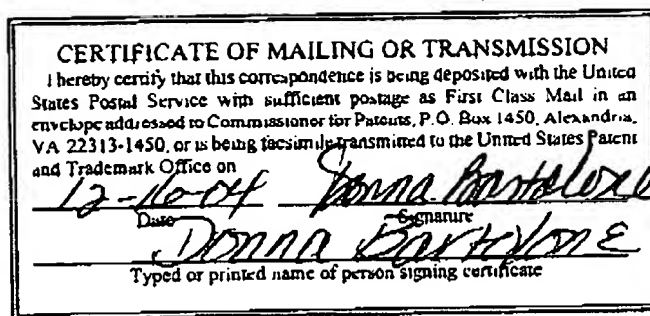 CERTIFICATE OF MAILING OR TRANSMISSION
I hereby certify that this correspondence is being deposited with the United
States Postal Service with sufficient postage as First Class Mail in an
envelope addressed to Commissioner for Patents, P.O. Box 1450, Alexandria,
VA 22313-1450, or is being facsimile transmitted to the United States Patent
and Trademark Office on
12-16-04 Donna Bartolone
Date Signature
Donna Bartolone
Typed or printed name of person signing certificate